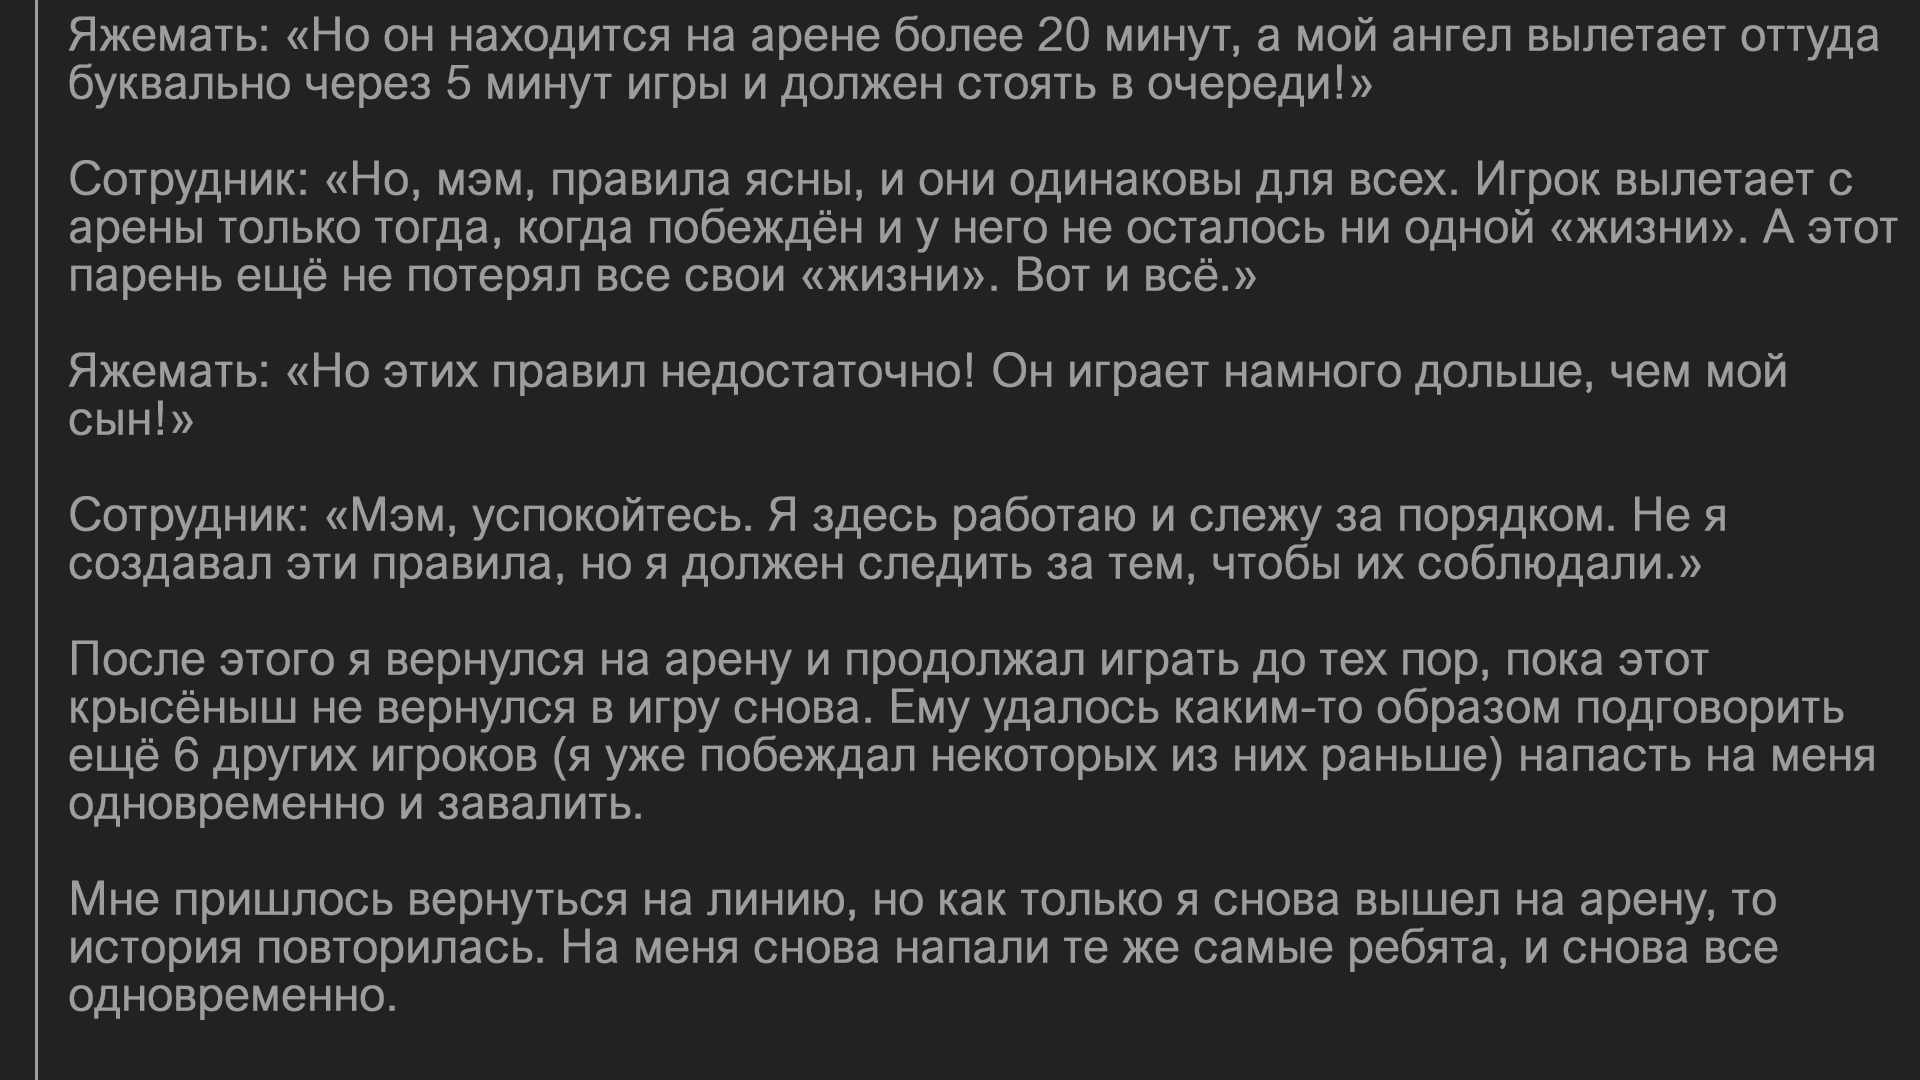 Яжемать: «Но он находится на арене более 20 минут, а мой ангел вылетает оттуда
буквально через 5 минут игры и должен стоять в очереди!»
Сотрудник: «Но, мэм, правила ясны, и они одинаковы для всех. Игрок вылетает с
арены только тогда, когда побеждён и у него не осталось ни одной «жизни». А этот
парень ещё не потерял все свои «жизни». Вот и всё.»
Яжемать: «Но этих правил недостаточно! Он играет намного дольше, чем мой
сын!»
Сотрудник: «Мэм, успокойтесь. Я здесь работаю и слежу за порядком. Не я
создавал эти правила, но я должен следить за тем, чтобы их соблюдали.»
После этого я вернулся на арену и продолжал играть до тех пор, пока этот
крысёныш не вернулся в игру снова. Ему удалось каким-то образом подговорить
ещё 6 других игроков (я уже побеждал некоторых из них раньше) напасть на меня
одновременно и завалить.
Мне пришлось вернуться на линию, но как только я снова вышел на арену, то
история повторилась. На меня снова напали те же самые ребята, и снова все
одновременно.